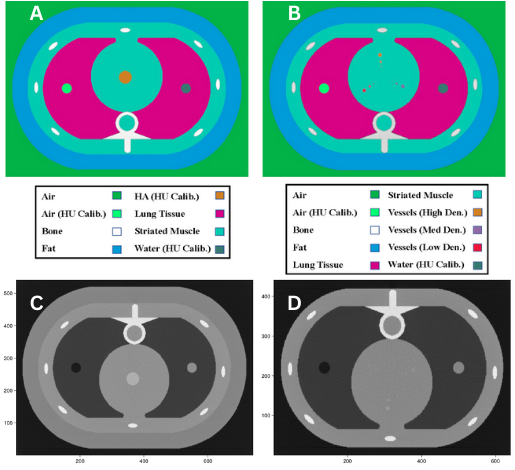 A
B
Air HA (HU Calib.)
Air (HU Calib.) Lung Tissue
Bone Striated Muscle
Fat Water (HU Calib.)
Air Striated Muscle
Air (HU Calib.) Vessels (High Den.)
Bone Vessels (Med Den.)
Fat Vessels (Low Den.)
Lung Tissue Water (HU Calib.)
C
500
400
300
200
100
200 400 600
D
400
300
200
100
200 400 600